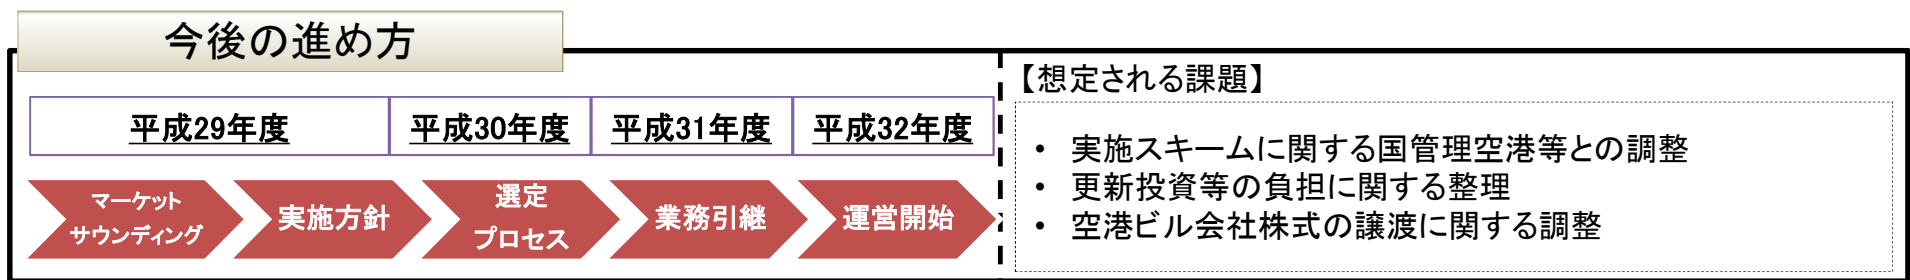 今後の進め方
平成29年度 平成30年度 平成31年度 平成32年度
マーケット
サウンディング
実施方針
選定
プロセス
業務引継
運営開始
【想定される課題】
• 実施スキームに関する国管理空港等との調整
• 更新投資等の負担に関する整理
• 空港ビル会社株式の譲渡に関する調整